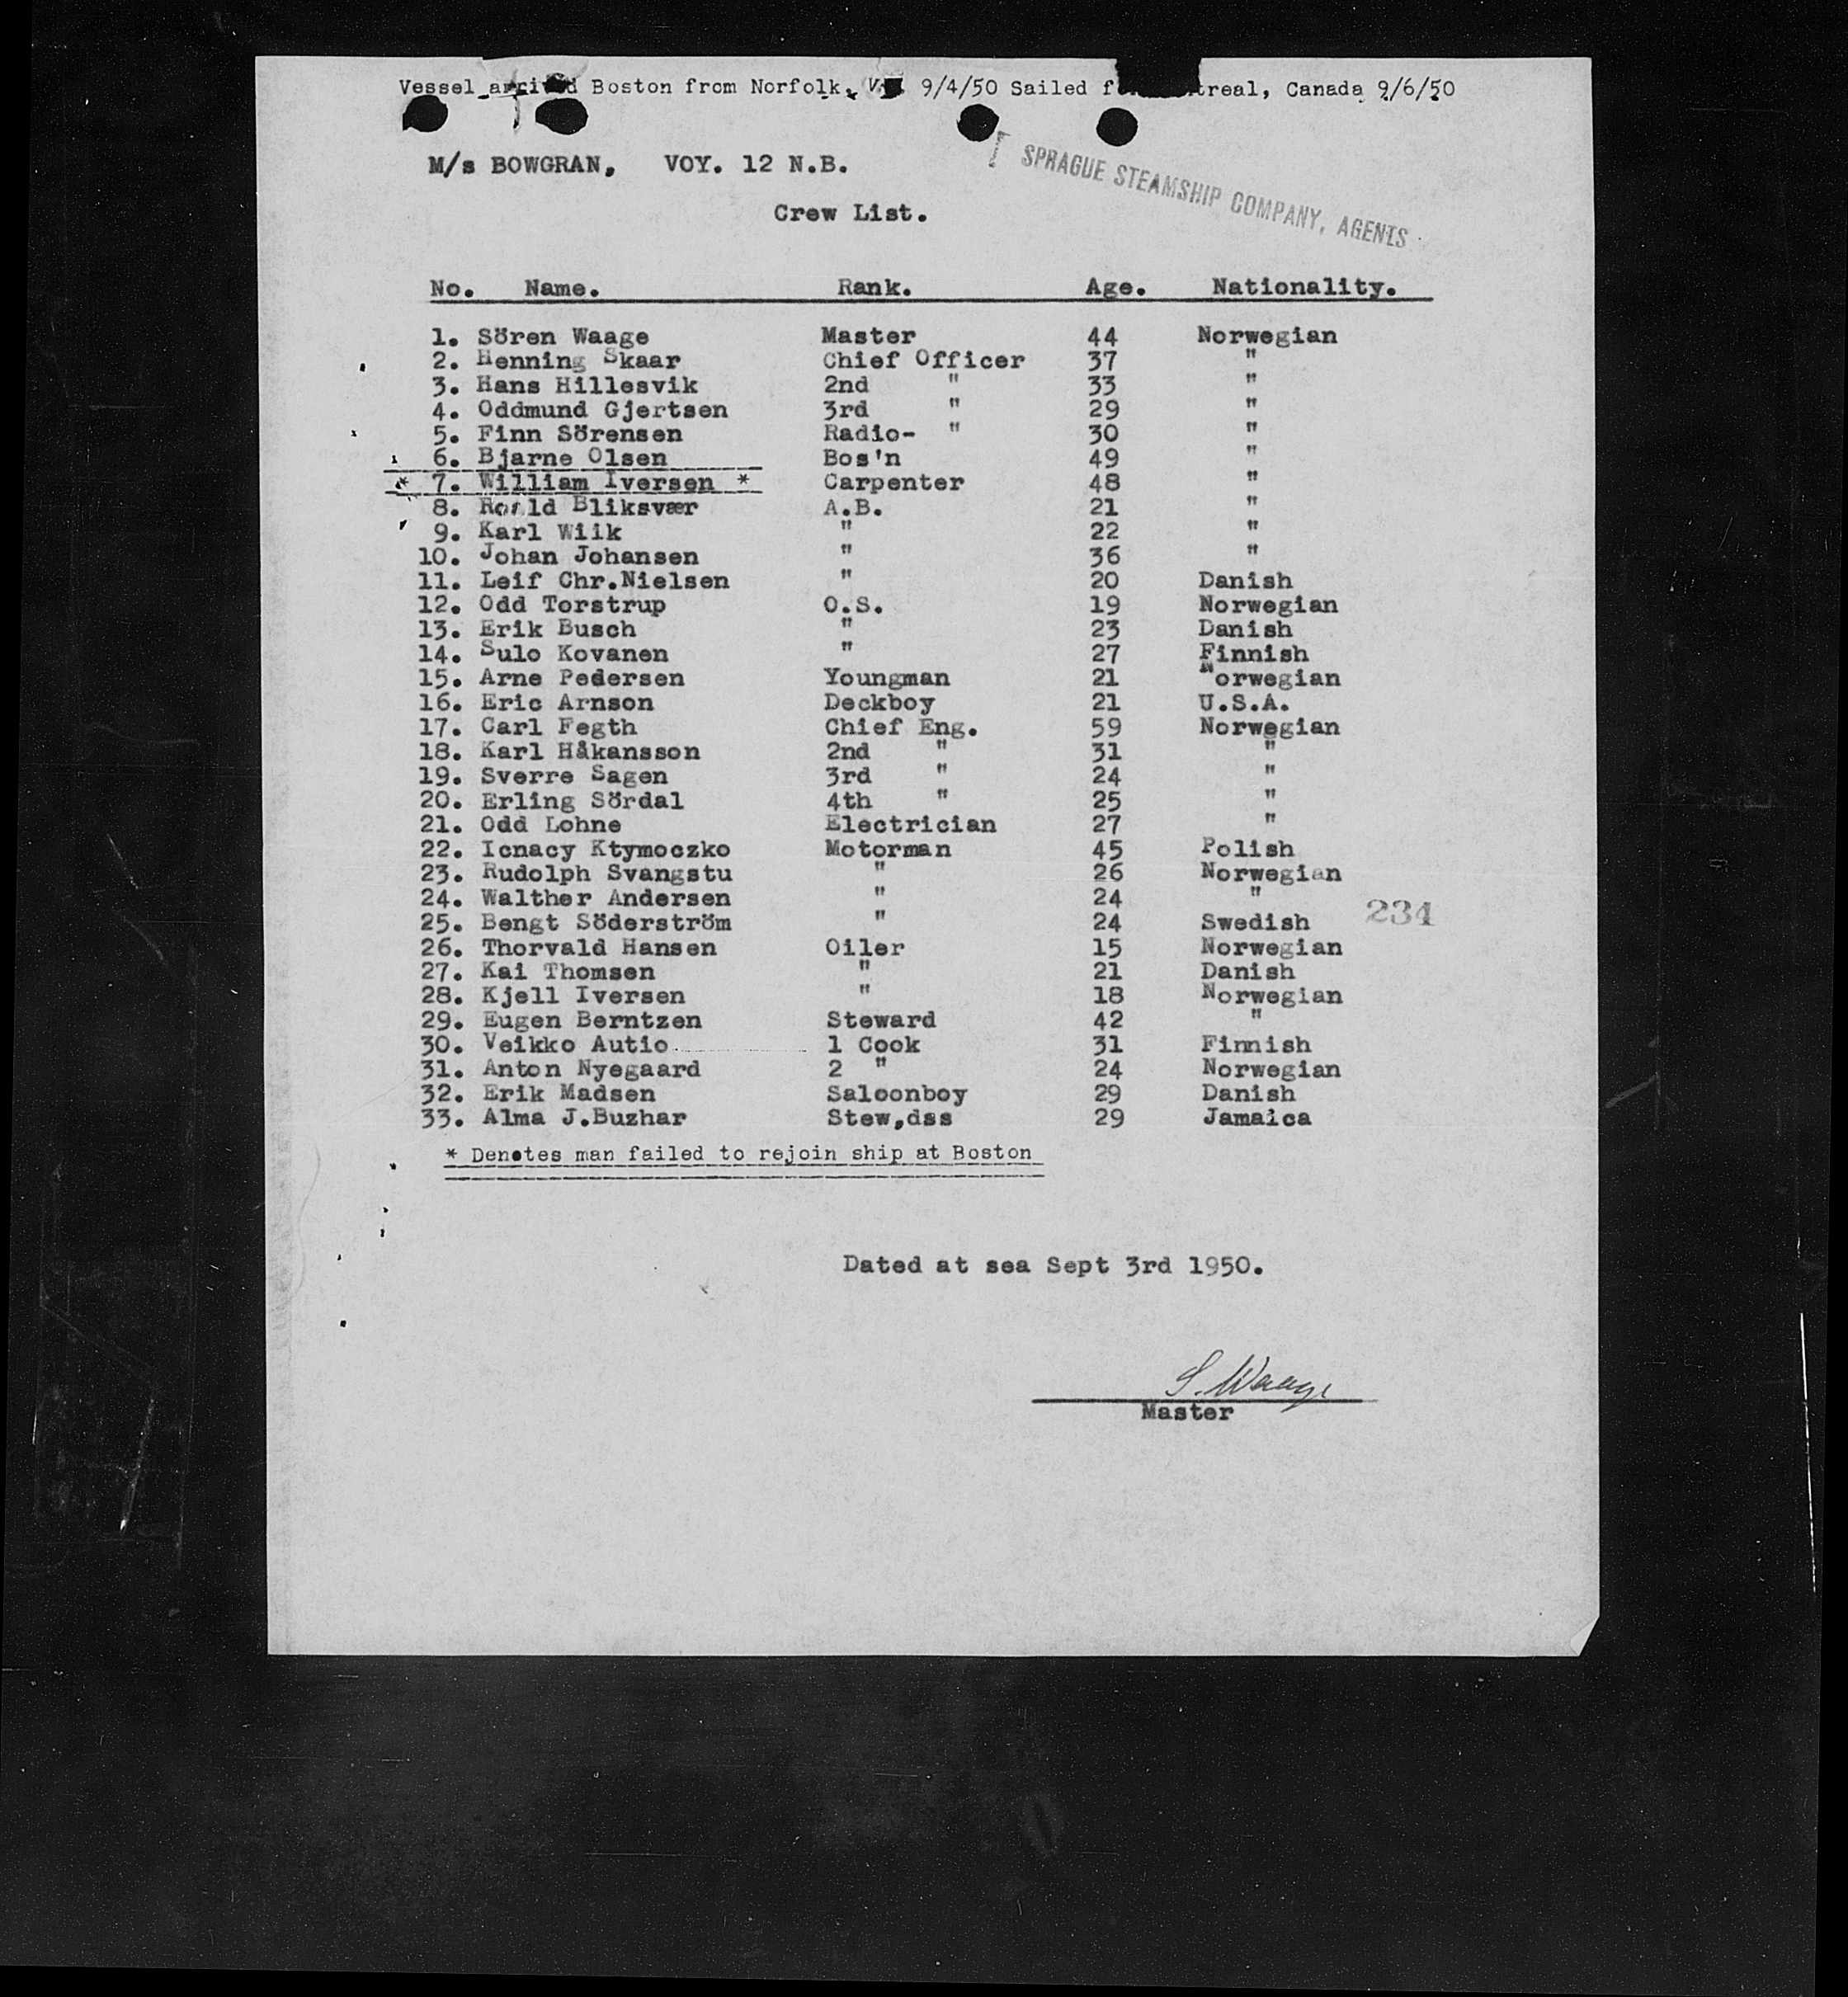 Vessel arrived Boston from Norfolk, 9/4/50 Sailed Canada 9/6/50
M/s BOWGRAN, VOY. 12 N.B.
SPRAGUE STEAMSHIP COMPANY, AGENTS
Crew List.
No. Name. Rank. Age. Nationality.
1. Sören Waage Master 44 Norwegian
2. Henning Skaar Chief Officer 37 "
3. Hans Hillesvik 2nd " 33 "
4. Oddmund Gjertsen 3rd " 29 "
5. Finn Sörensen Radio- " 30 "
6. Bjarne Olsen Bos'n 49 "
* 7. William Iversen * Carpenter 48 "
8. Bliksvær A.B. 21 "
9. Karl Wiik " 22 "
10. Johan Johansen " 36 "
11. Leif Chr.Nielsen " 20 Danish
12. Odd Torstrup O.S. 19 Norwegian
13. Erik Busch " 23 Danish
14. Sulo Kovanen " 27 Finnish
15. Arne Pedersen Youngman 21 Norwegian
16. Eric Arnson Deckboy 21 U.S.A.
17. Carl Fegth Chief Eng. 59 Norwegian
18. Karl Håkansson 2nd " 31 "
19. Sverre Sagen 3rd " 24 "
20. Erling Sördal 4th " 25 "
21. Odd Lohne Electrician 27 "
22. Icnacy Ktymoczko Motorman 45 Polish
23. Rudolph Svangstu " 26 Norwegian
24. Walther Andersen " 24 "
25. Bengt Söderström " 24 Swedish 234
26. Thorvald Hansen Oiler 15 Norwegian
27. Kai Thomsen " 21 Danish
28. Kjell Iversen " 18 Norwegian
29. Eugen Berntzen Steward 42 "
30. Veikko Autio 1 Cook 31 Finnish
31. Anton Nyegaard 2 " 24 Norwegian
32. Erik Madsen Saloonboy 29 Danish
33. Alma J.Buzhar Stew,dss 29 Jamaica
* Denotes man failed to rejoin ship at Boston
Dated at sea Sept 3rd 1950.
S. Waage
Master